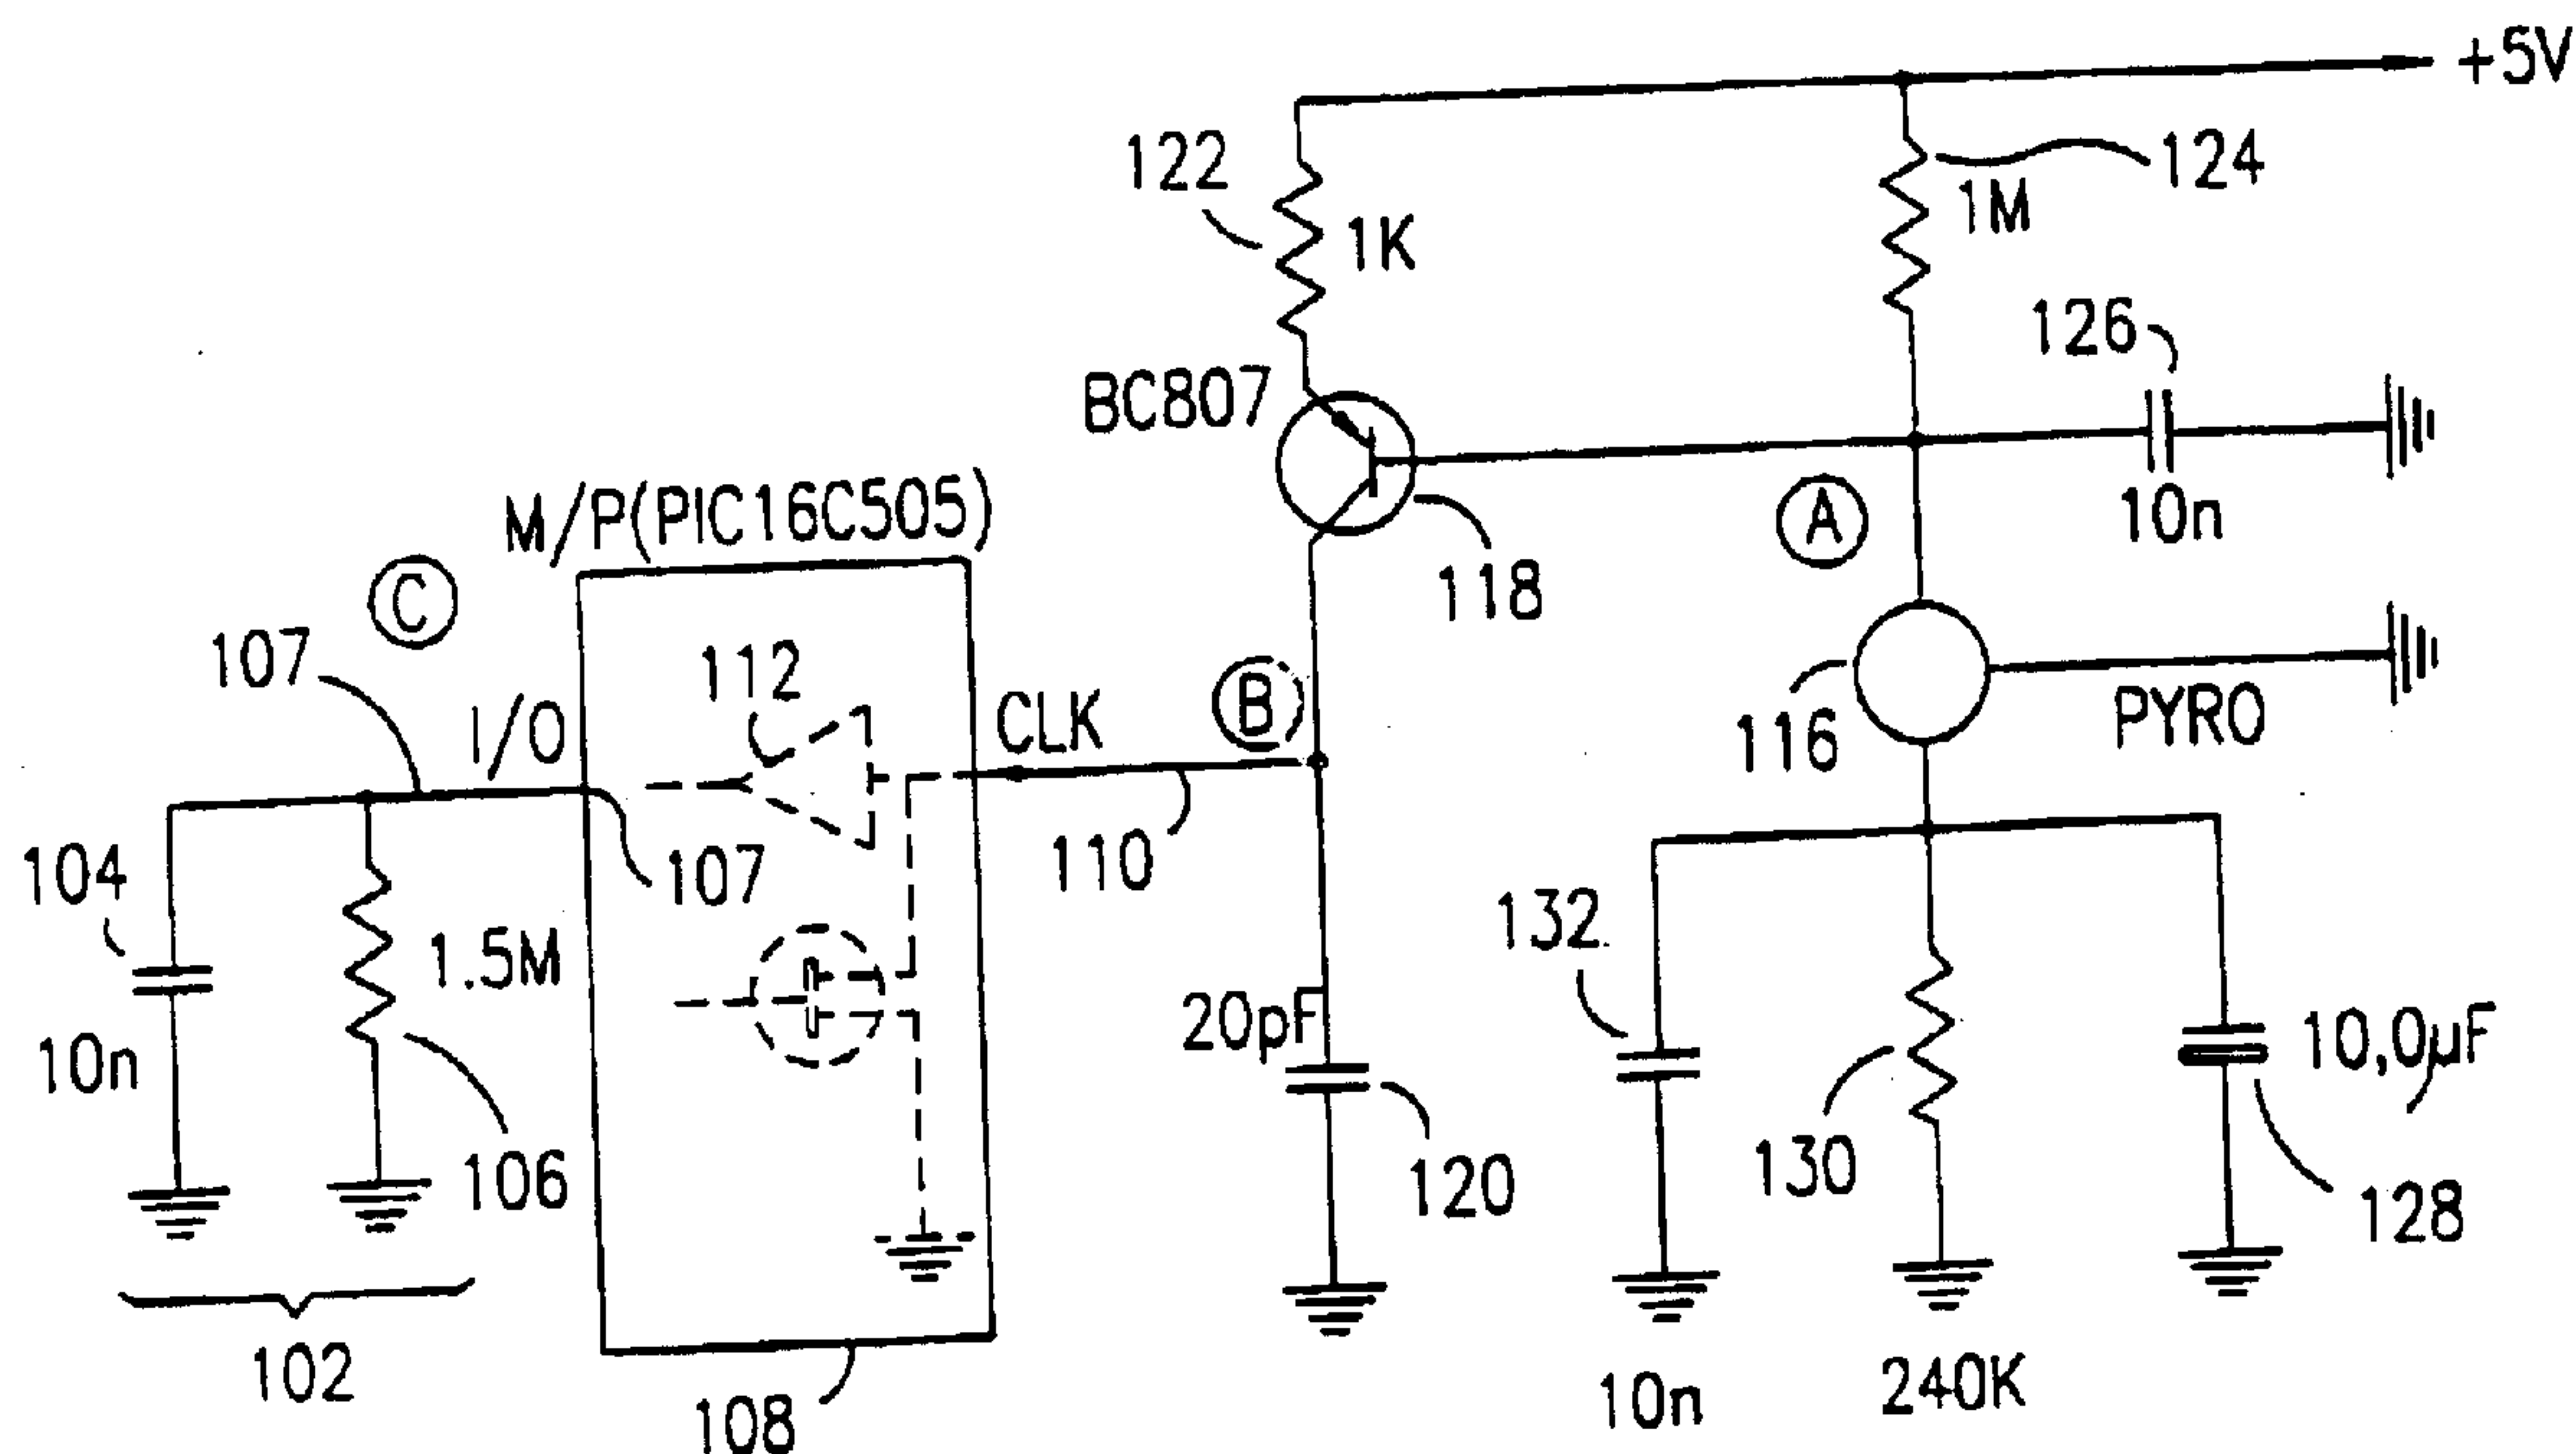 +5V
122
124
1K
1M
126
BC807
10n
M/P(PIC16C505)
A
118
C
107
112
I/O
CLK
B
116
PYRO
104
107
110
132
1.5M
10n
20pF
10,0µF
106
120
130
128
102
108
10n
240K